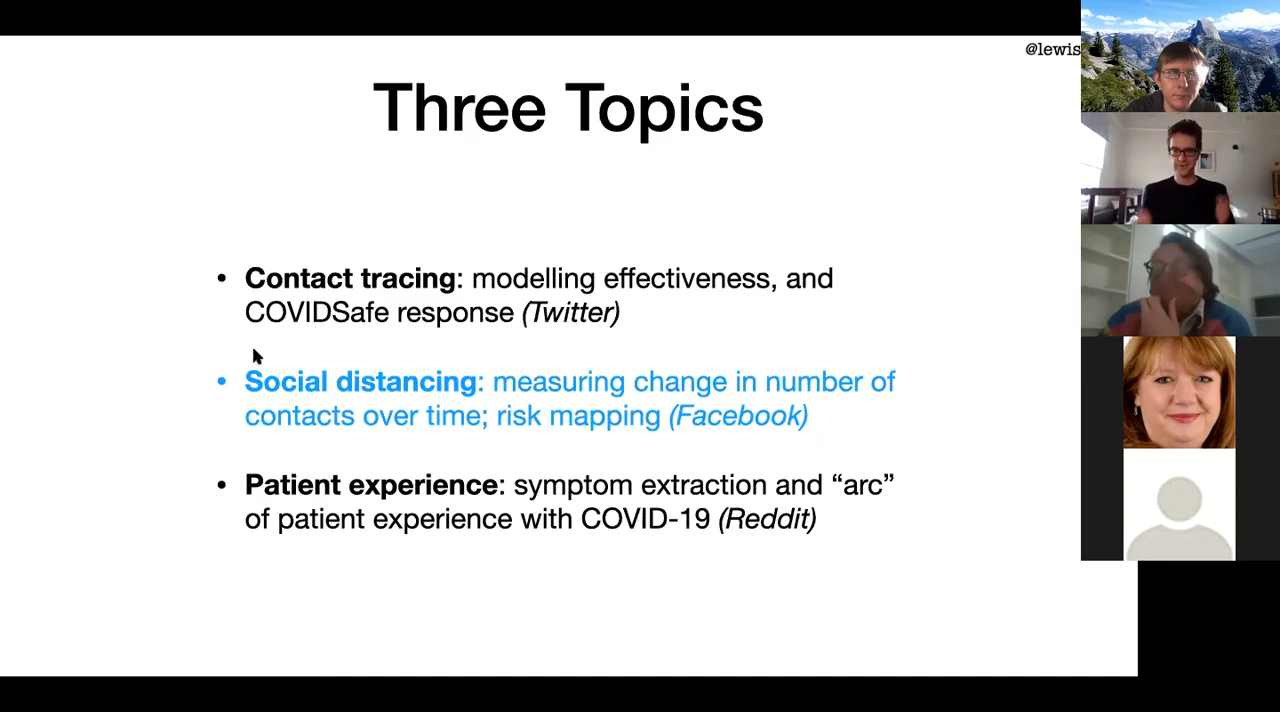 @lewis
Three Topics
• Contact tracing: modelling effectiveness, and
COVIDSafe response (Twitter)
• Social distancing: measuring change in number of
contacts over time; risk mapping (Facebook)
• Patient experience: symptom extraction and “arc”
of patient experience with COVID-19 (Reddit)